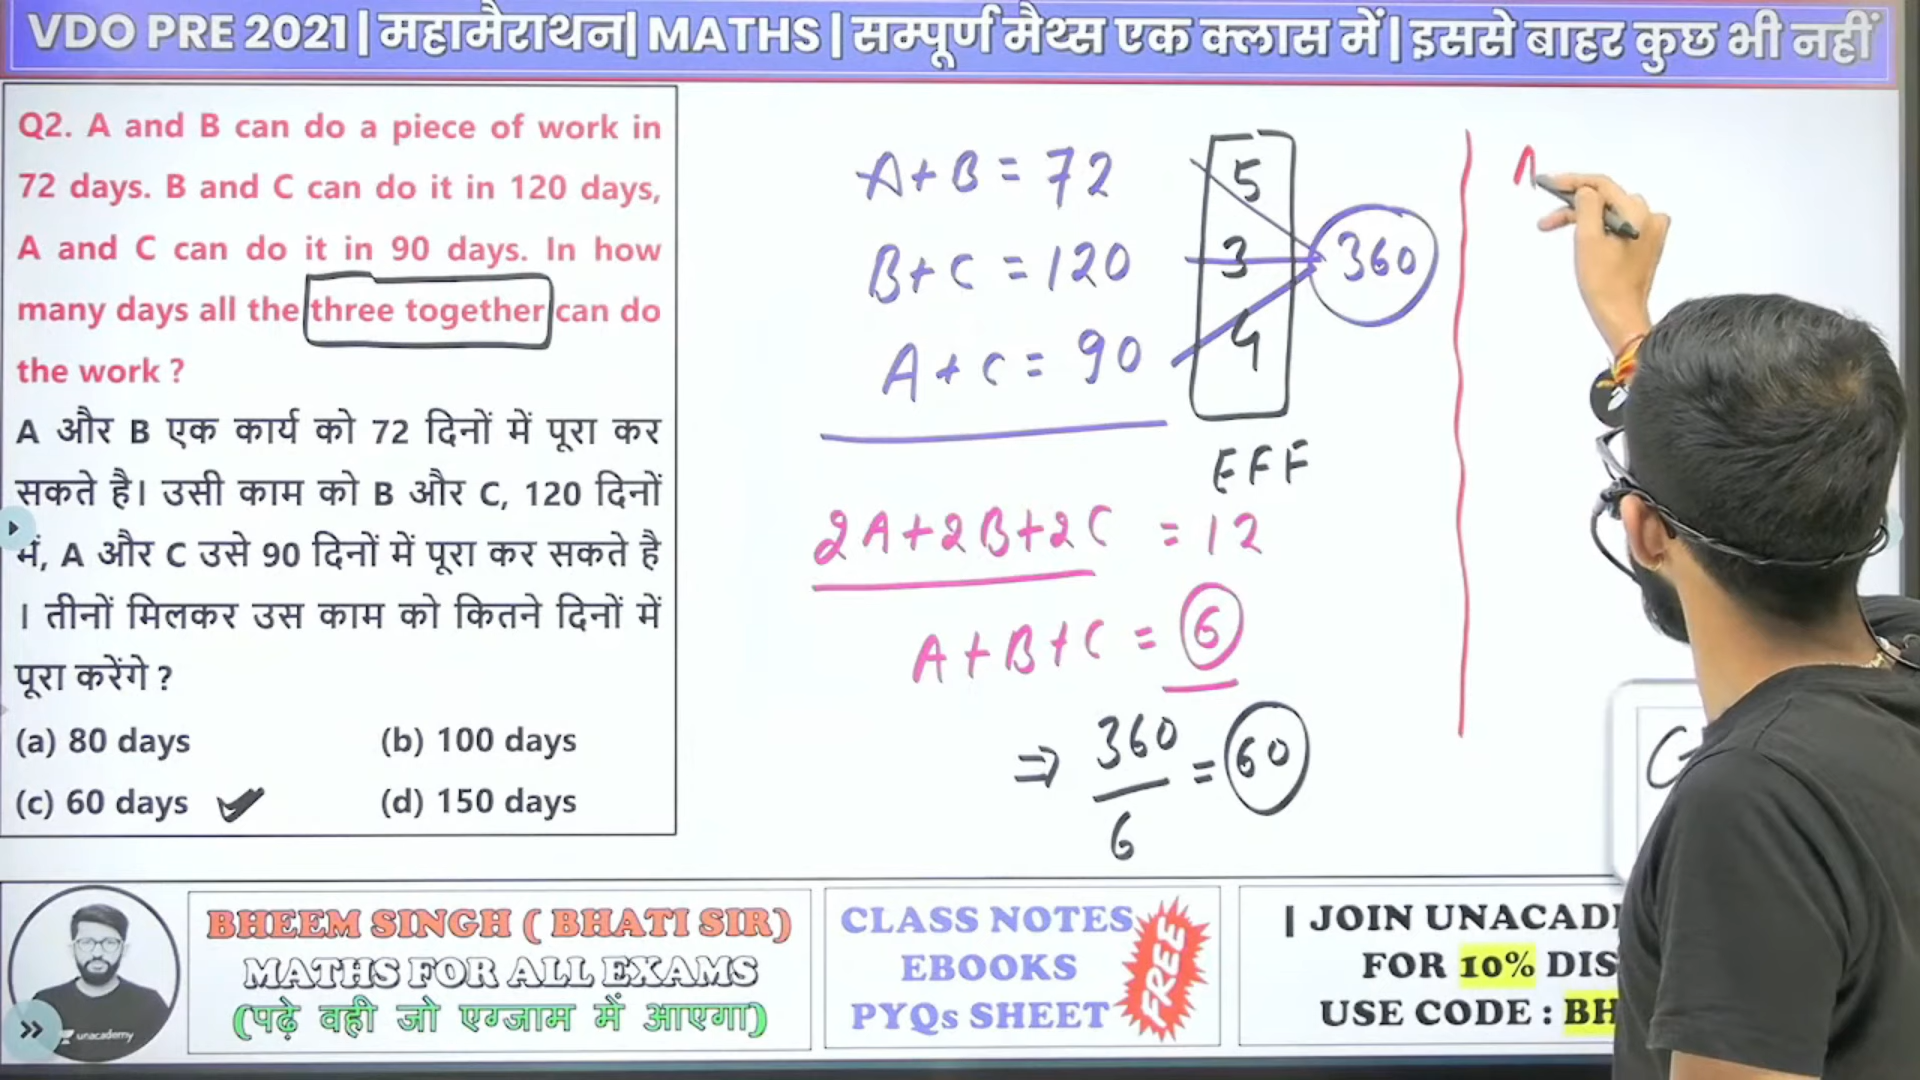 VDO PRE 2021 | महामैराथन| MATHS | सम्पूर्ण मैथ्स एक क्लास में | इससे बाहर कुछ भी नहीं
Q2. A and B can do a piece of work in
72 days. B and C can do it in 120 days,
A and C can do it in 90 days. In how
many days all the three together can do
the work ?
A और B एक कार्य को 72 दिनों में पूरा कर
सकते है। उसी काम को B और C, 120 दिनों
में, A और C उसे 90 दिनों में पूरा कर सकते है
। तीनों मिलकर उस काम को कितने दिनों में
पूरा करेंगे ?
(a) 80 days (b) 100 days
(c) 60 days (d) 150 days
A + B = 72 5
B + C = 120 3 360
A + C = 90 4
EFF
2A+2B+2C = 12
A+B+C = 6
⇒ 360/6 = 60
BHEEM SINGH ( BHATI SIR)
MATHS FOR ALL EXAMS
(पढ़े वही जो एग्जाम में आएगा)
unacademy
CLASS NOTES
EBOOKS
PYQs SHEET
FREE
| JOIN UNACAD
FOR 10% DIS
USE CODE : BH